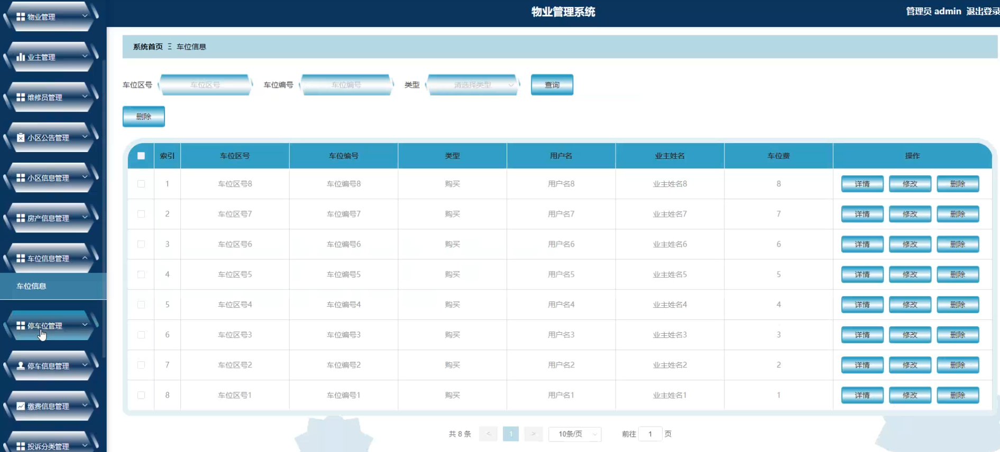 物业管理系统
管理员 admin 退出登录
物业管理
业主管理
维修员管理
小区公告管理
小区信息管理
房产信息管理
车位信息管理
车位信息
停车位管理
停车信息管理
缴费信息管理
投诉分类管理
系统首页 Ξ 车位信息
车位区号 车位区号 车位编号 车位编号 类型 请选择类型 查询
删除
索引 车位区号 车位编号 类型 用户名 业主姓名 车位费 操作
1 车位区号8 车位编号8 购买 用户名8 业主姓名8 8 详情 修改 删除
2 车位区号7 车位编号7 购买 用户名7 业主姓名7 7 详情 修改 删除
3 车位区号6 车位编号6 购买 用户名6 业主姓名6 6 详情 修改 删除
4 车位区号5 车位编号5 购买 用户名5 业主姓名5 5 详情 修改 删除
5 车位区号4 车位编号4 购买 用户名4 业主姓名4 4 详情 修改 删除
6 车位区号3 车位编号3 购买 用户名3 业主姓名3 3 详情 修改 删除
7 车位区号2 车位编号2 购买 用户名2 业主姓名2 2 详情 修改 删除
8 车位区号1 车位编号1 购买 用户名1 业主姓名1 1 详情 修改 删除
共 8 条 < 1 > 10条/页 前往 1 页